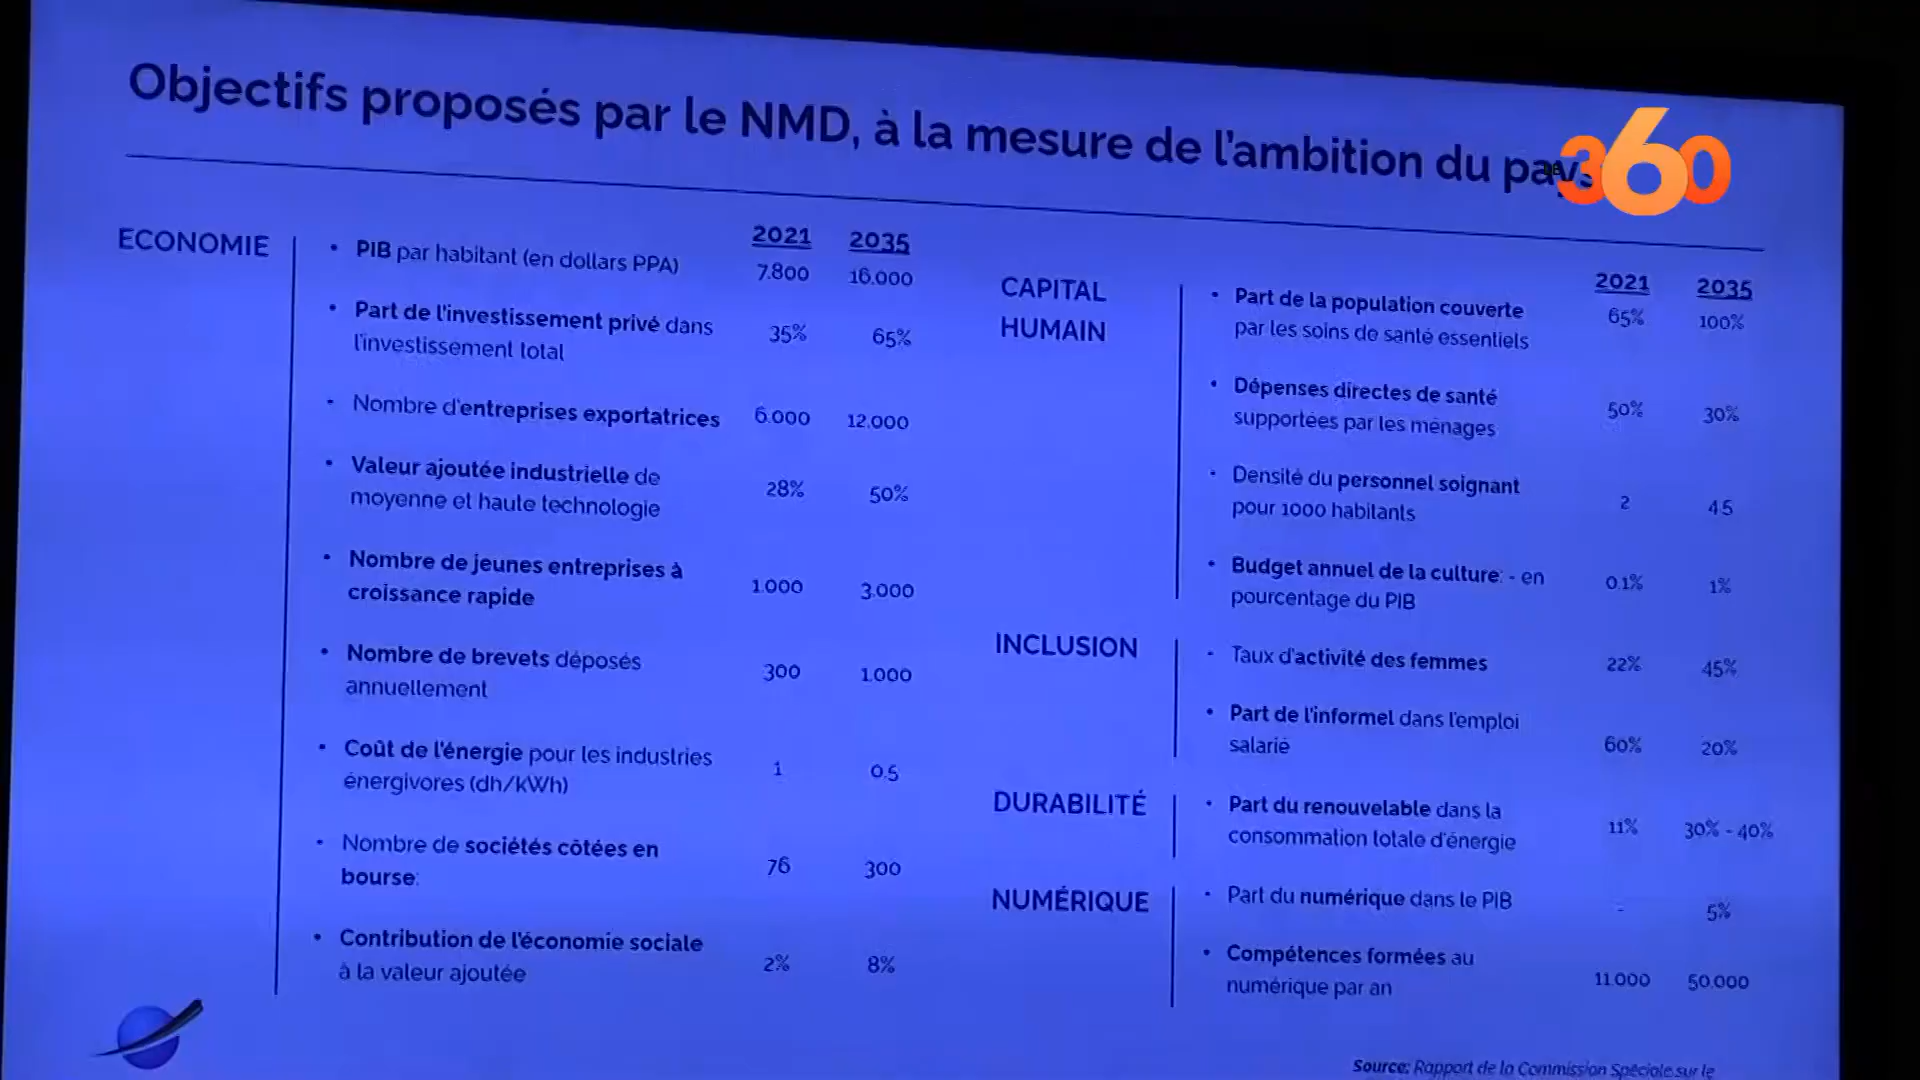 Objectifs proposés par le NMD, à la mesure de l'ambition du pays
LE 360
ECONOMIE
2021 2035
• PIB par habitant (en dollars PPA) 7.800 16.000
• Part de l'investissement privé dans 35% 65%
l'investissement total
• Nombre d'entreprises exportatrices 6.000 12.000
• Valeur ajoutée industrielle de 28% 50%
moyenne et haute technologie
• Nombre de jeunes entreprises à 1.000 3.000
croissance rapide
• Nombre de brevets déposés 300 1.000
annuellement
• Coût de l'énergie pour les industries 1 0.5
énergivores (dh/kWh)
• Nombre de sociétés côtées en 76 300
bourse:
• Contribution de l'économie sociale 2% 8%
à la valeur ajoutée
CAPITAL
HUMAIN
2021 2035
• Part de la population couverte 65% 100%
par les soins de santé essentiels
• Dépenses directes de santé 50% 30%
supportées par les ménages
• Densité du personnel soignant 2 4.5
pour 1000 habitants
• Budget annuel de la culture: - en 0.1% 1%
pourcentage du PIB
INCLUSION
• Taux d'activité des femmes 22% 45%
• Part de l'informel dans l'emploi 60% 20%
salarié
DURABILITÉ
• Part du renouvelable dans la 11% 30% - 40%
consommation totale d'énergie
NUMÉRIQUE
• Part du numérique dans le PIB - 5%
• Compétences formées au 11.000 50.000
numérique par an
Source: Rapport de la Commission Spéciale sur le